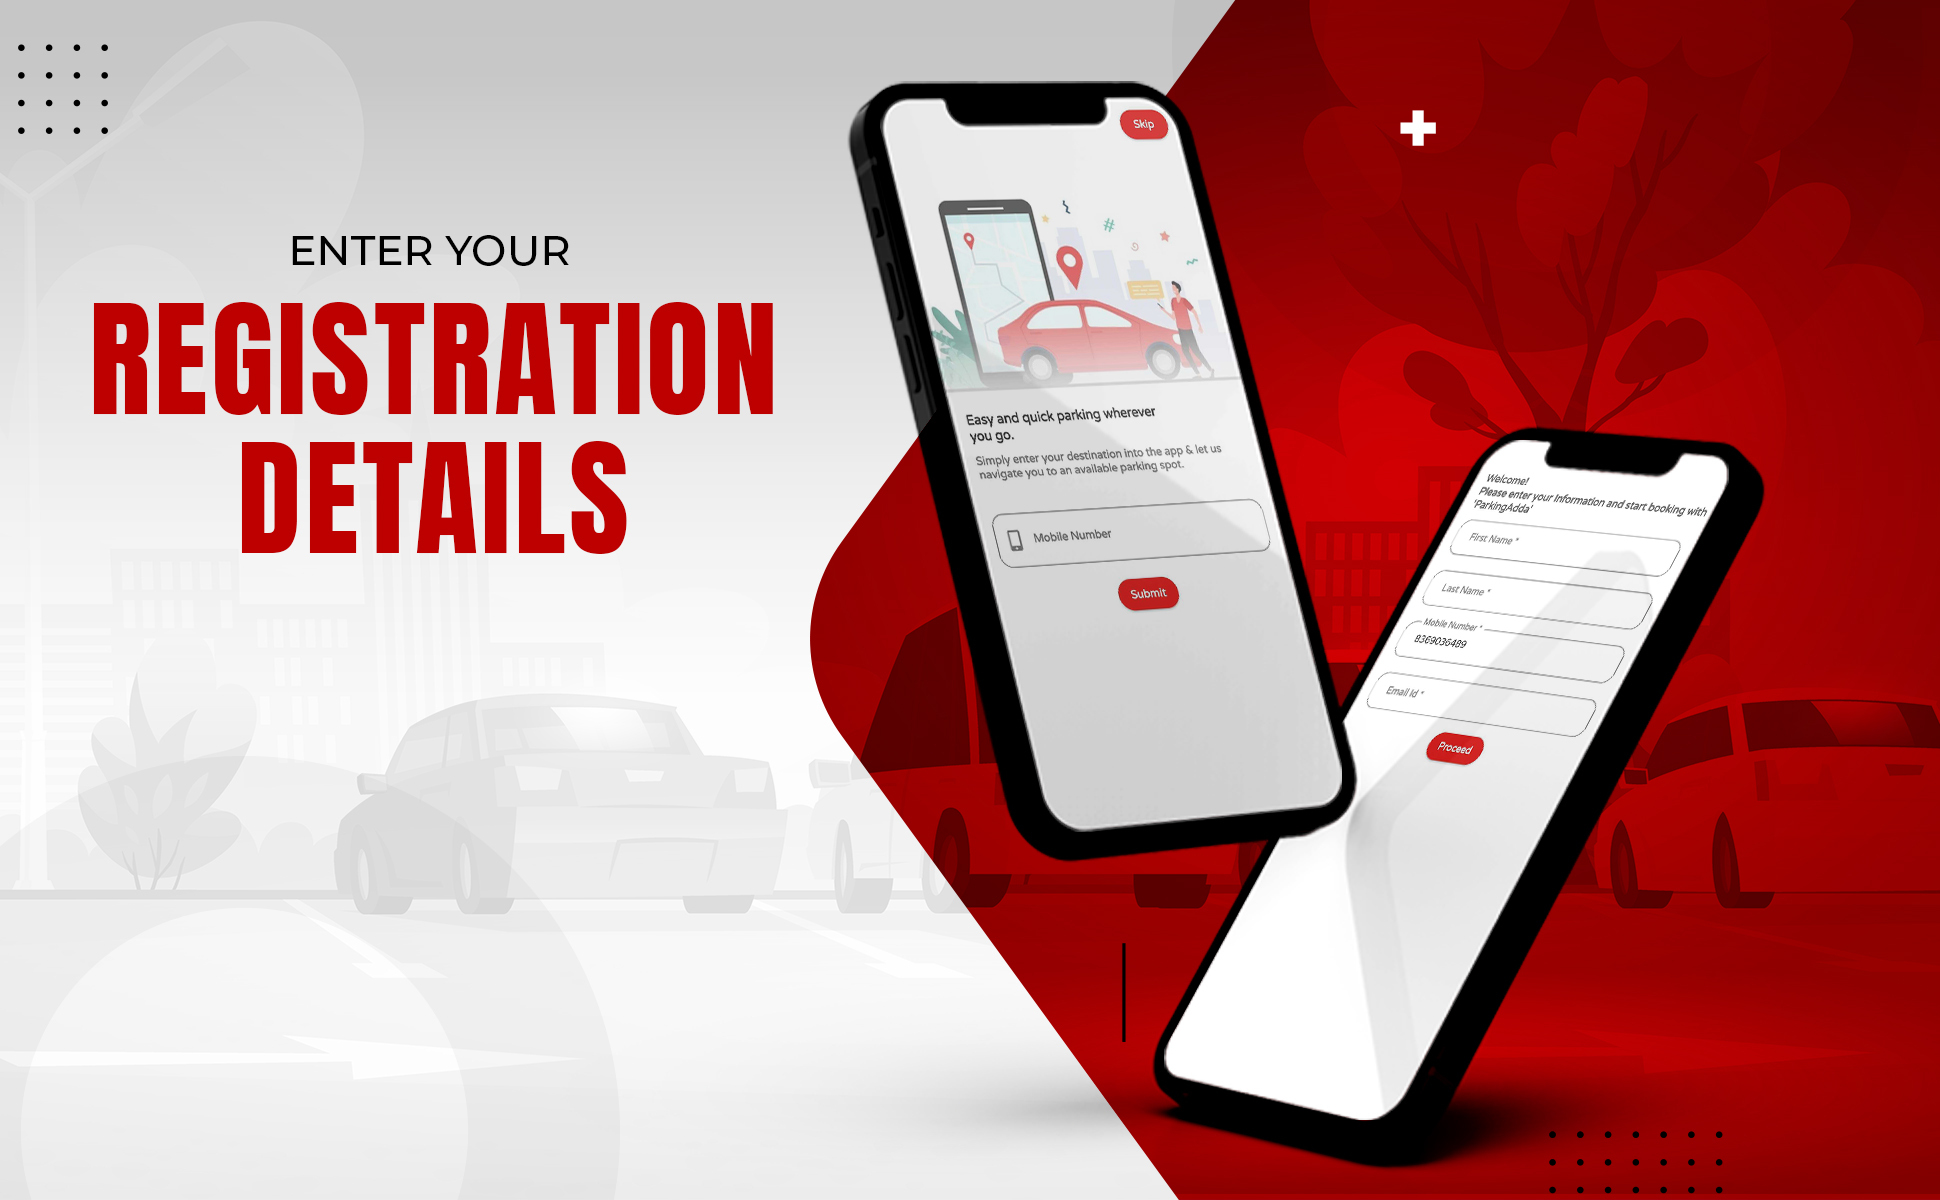 ENTER YOUR
REGISTRATION
DETAILS
Skip
Easy and quick parking wherever
you go.
Simply enter your destination into the app & let us
navigate you to an available parking spot.
Mobile Number
Submit
Welcome!
Please enter your Information and start booking with
'ParkingAdda'
First Name *
Last Name *
Mobile Number *
8369036489
Email Id *
Proceed